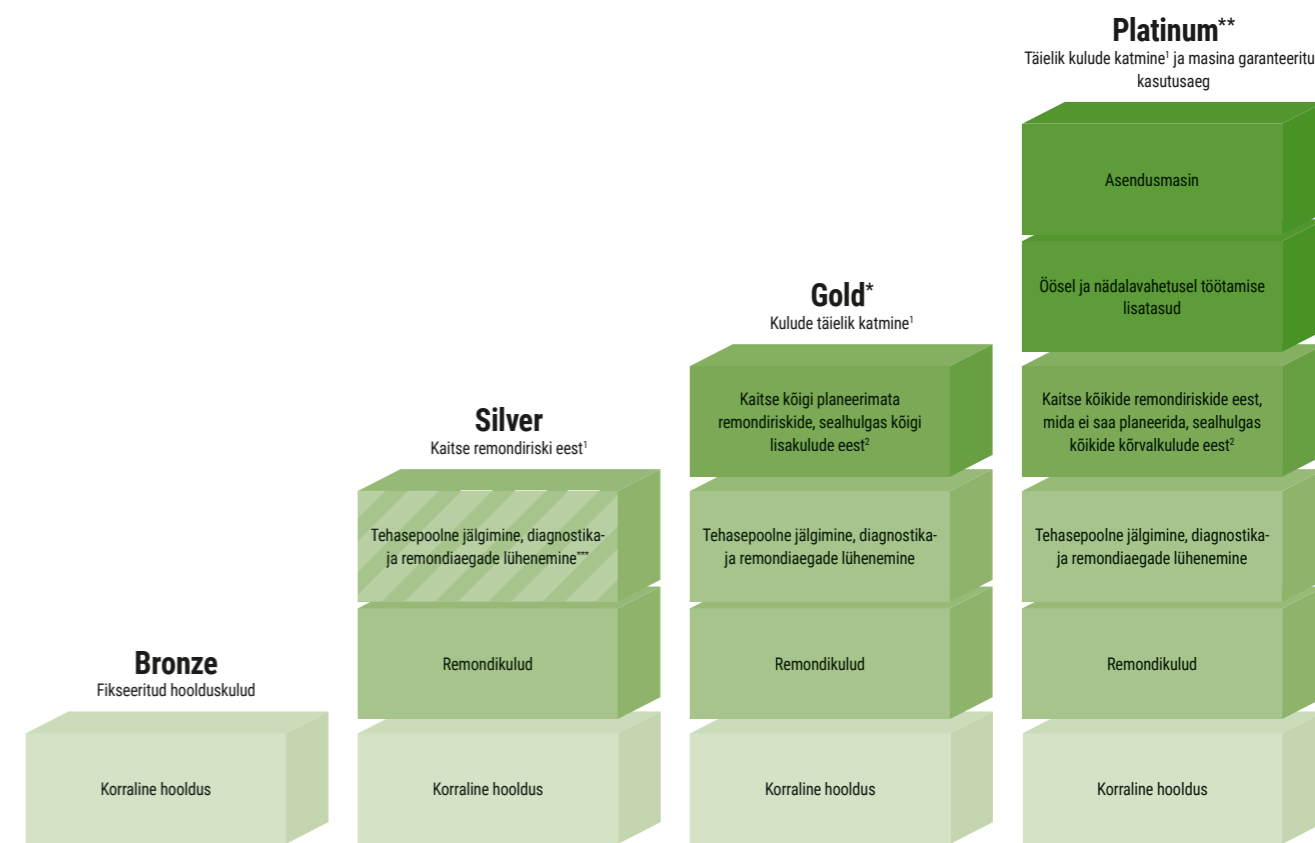 Platinum**
Täielik kulude katmine¹ ja masina garanteeritu
kasutusaeg
Asendusmasin
Öösel ja nädalavahetusel töötamise
lisatasud
Kaitse kõikide remondiriskide eest,
mida ei saa planeerida, sealhulgas
kõikide kõrvalkulude eest²
Tehasepoolne jälgimine, diagnostika-
ja remondiaegade lühenemine
Remondikulud
Korraline hooldus
Gold*
Kulude täielik katmine¹
Kaitse kõigi planeerimata
remondiriskide, sealhulgas kõigi
lisakulude eest²
Tehasepoolne jälgimine, diagnostika-
ja remondiaegade lühenemine
Remondikulud
Korraline hooldus
Silver
Kaitse remondiriski eest¹
Tehasepoolne jälgimine, diagnostika-
ja remondiaegade lühenemine***
Remondikulud
Korraline hooldus
Bronze
Fikseeritud hoolduskulud
Korraline hooldus